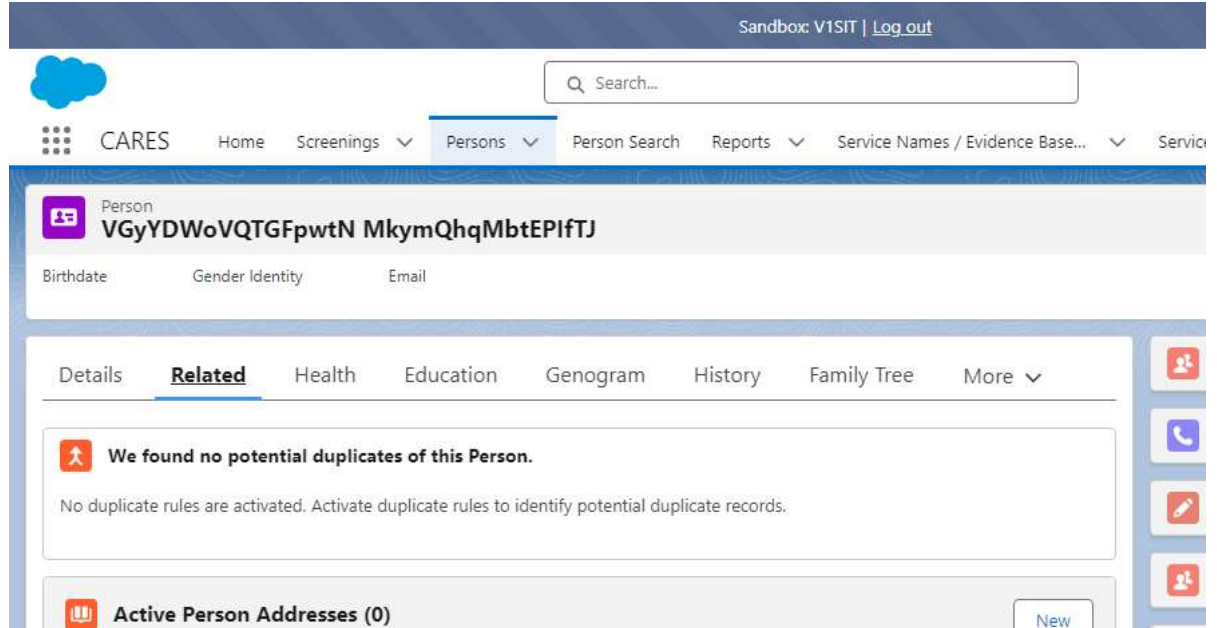 Sandbox: V1SIT | Log out
Search...
CARES Home Screenings Persons Person Search Reports Service Names / Evidence Base... Service
Person
VGyYDWoVQTGFpwtN MkymQhqMbtEPIfTJ
Birthdate Gender Identity Email
Details Related Health Education Genogram History Family Tree More
We found no potential duplicates of this Person.
No duplicate rules are activated. Activate duplicate rules to identify potential duplicate records.
Active Person Addresses (0) New